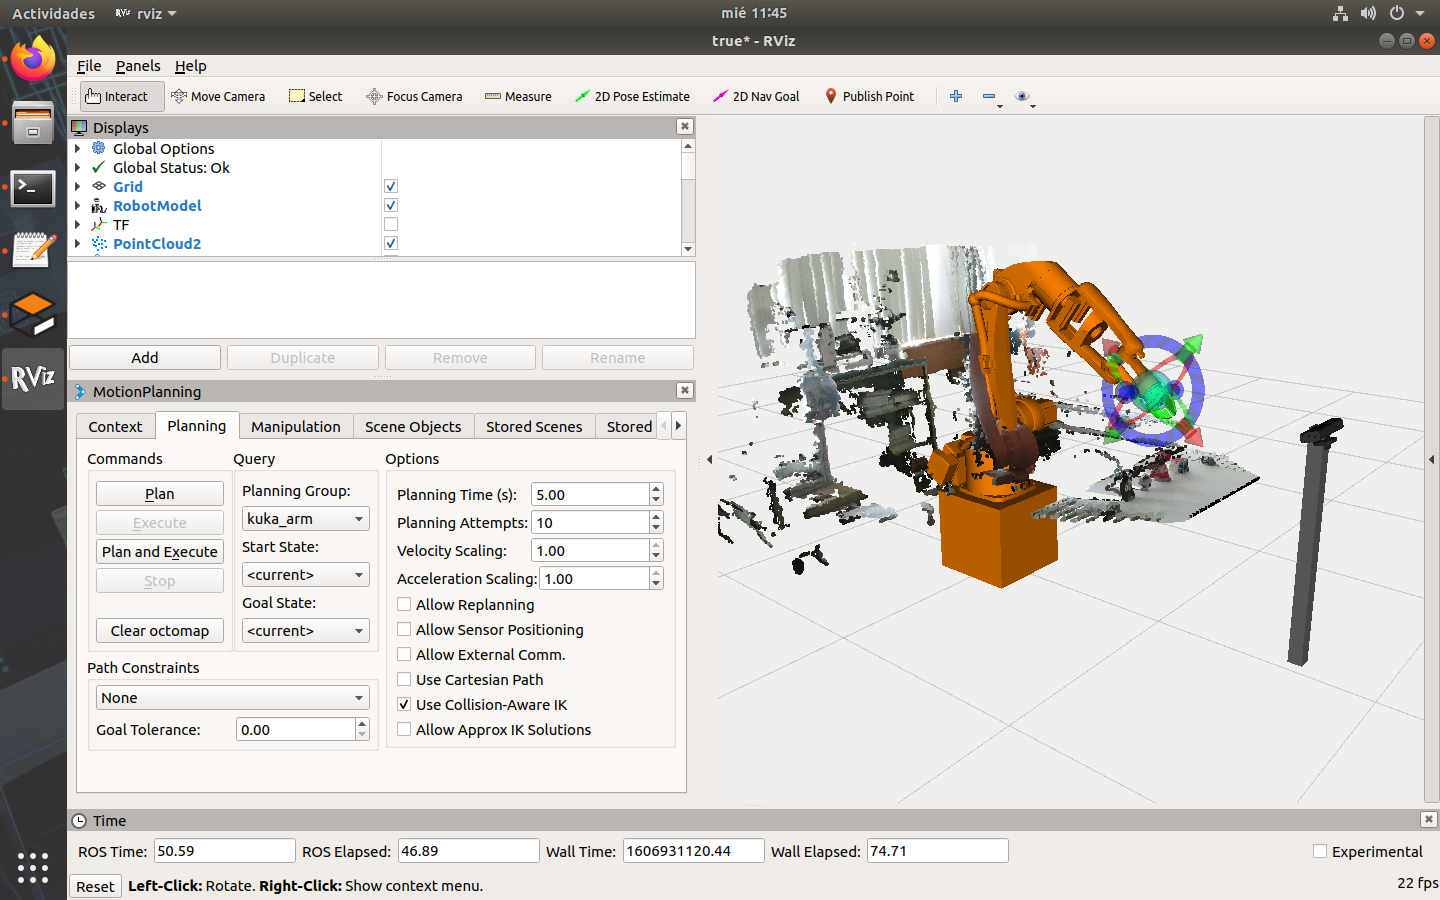 Actividades RViz rviz mié 11:45
true* - RViz
File Panels Help
Interact Move Camera Select Focus Camera Measure 2D Pose Estimate 2D Nav Goal Publish Point
Displays
Global Options
Global Status: Ok
Grid
RobotModel
TF
PointCloud2
Add Duplicate Remove Rename
RViz
MotionPlanning
Context Planning Manipulation Scene Objects Stored Scenes Stored
Commands Query Options
Plan Planning Group: Planning Time (s): 5.00
Execute kuka_arm Planning Attempts: 10
Plan and Execute Start State: Velocity Scaling: 1.00
Stop <current> Acceleration Scaling: 1.00
Goal State: Allow Replanning
Clear octomap <current> Allow Sensor Positioning
Allow External Comm.
Path Constraints Use Cartesian Path
None Use Collision-Aware IK
Goal Tolerance: 0.00 Allow Approx IK Solutions
Time
ROS Time: 50.59 ROS Elapsed: 46.89 Wall Time: 1606931120.44 Wall Elapsed: 74.71 Experimental
Reset Left-Click: Rotate. Right-Click: Show context menu. 22 fps